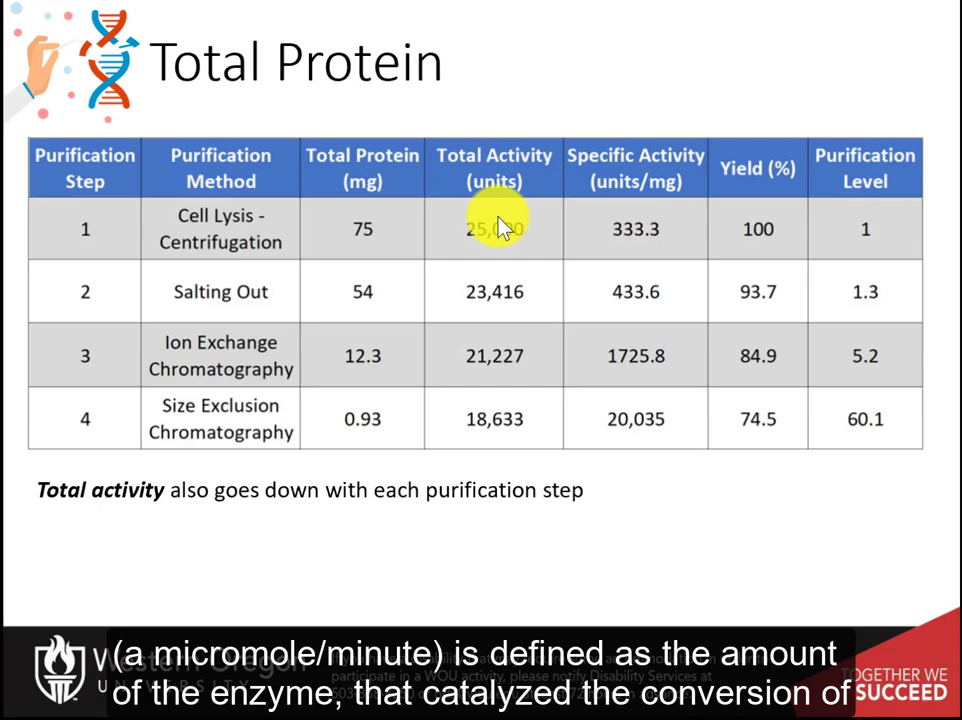 Total Protein
Purification Step	Purification Method	Total Protein (mg)	Total Activity (units)	Specific Activity (units/mg)	Yield (%)	Purification Level
1	Cell Lysis - Centrifugation	75	25,000	333.3	100	1
2	Salting Out	54	23,416	433.6	93.7	1.3
3	Ion Exchange Chromatography	12.3	21,227	1725.8	84.9	5.2
4	Size Exclusion Chromatography	0.93	18,633	20,035	74.5	60.1
Total activity also goes down with each purification step
(a micromole/minute) is defined as the amount
of the enzyme, that catalyzed the conversion of
TOGETHER WE
SUCCEED